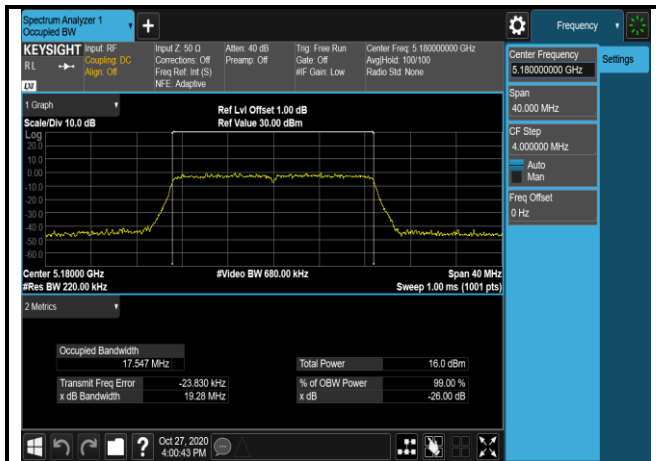 Spectrum Analyzer 1
Occupied BW
Frequency
KEYSIGHT Input: RF
Coupling: DC
Align: Off
RL
LXI
Input Z: 50 Ω
Corrections: Off
Freq Ref: Int (S)
NFE: Adaptive
Atten: 40 dB
Preamp: Off
Trig: Free Run
Gate: Off
#IF Gain: Low
Center Freq: 5.180000000 GHz
Avg|Hold: 100/100
Radio Std: None
Center Frequency
5.180000000 GHz
Settings
Span
40.000 MHz
CF Step
4.000000 MHz
Auto
Man
Freq Offset
0 Hz
1 Graph
Scale/Div 10.0 dB
Ref Lvl Offset 1.00 dB
Ref Value 30.00 dBm
Log
20.0
10.0
0.00
-10.0
-20.0
-30.0
-40.0
-50.0
-60.0
Center 5.18000 GHz
#Res BW 220.00 kHz
#Video BW 680.00 kHz
Span 40 MHz
Sweep 1.00 ms (1001 pts)
2 Metrics
Occupied Bandwidth
17.547 MHz
Total Power 16.0 dBm
Transmit Freq Error -23.830 kHz
% of OBW Power 99.00 %
x dB Bandwidth 19.28 MHz
x dB -26.00 dB
Oct 27, 2020
4:00:43 PM